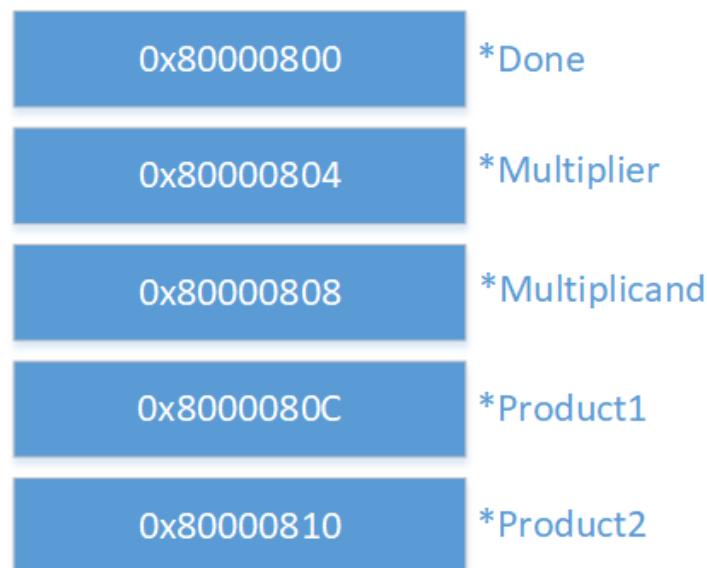 0x80000800 *Done
0x80000804 *Multiplier
0x80000808 *Multiplicand
0x8000080C *Product1
0x80000810 *Product2